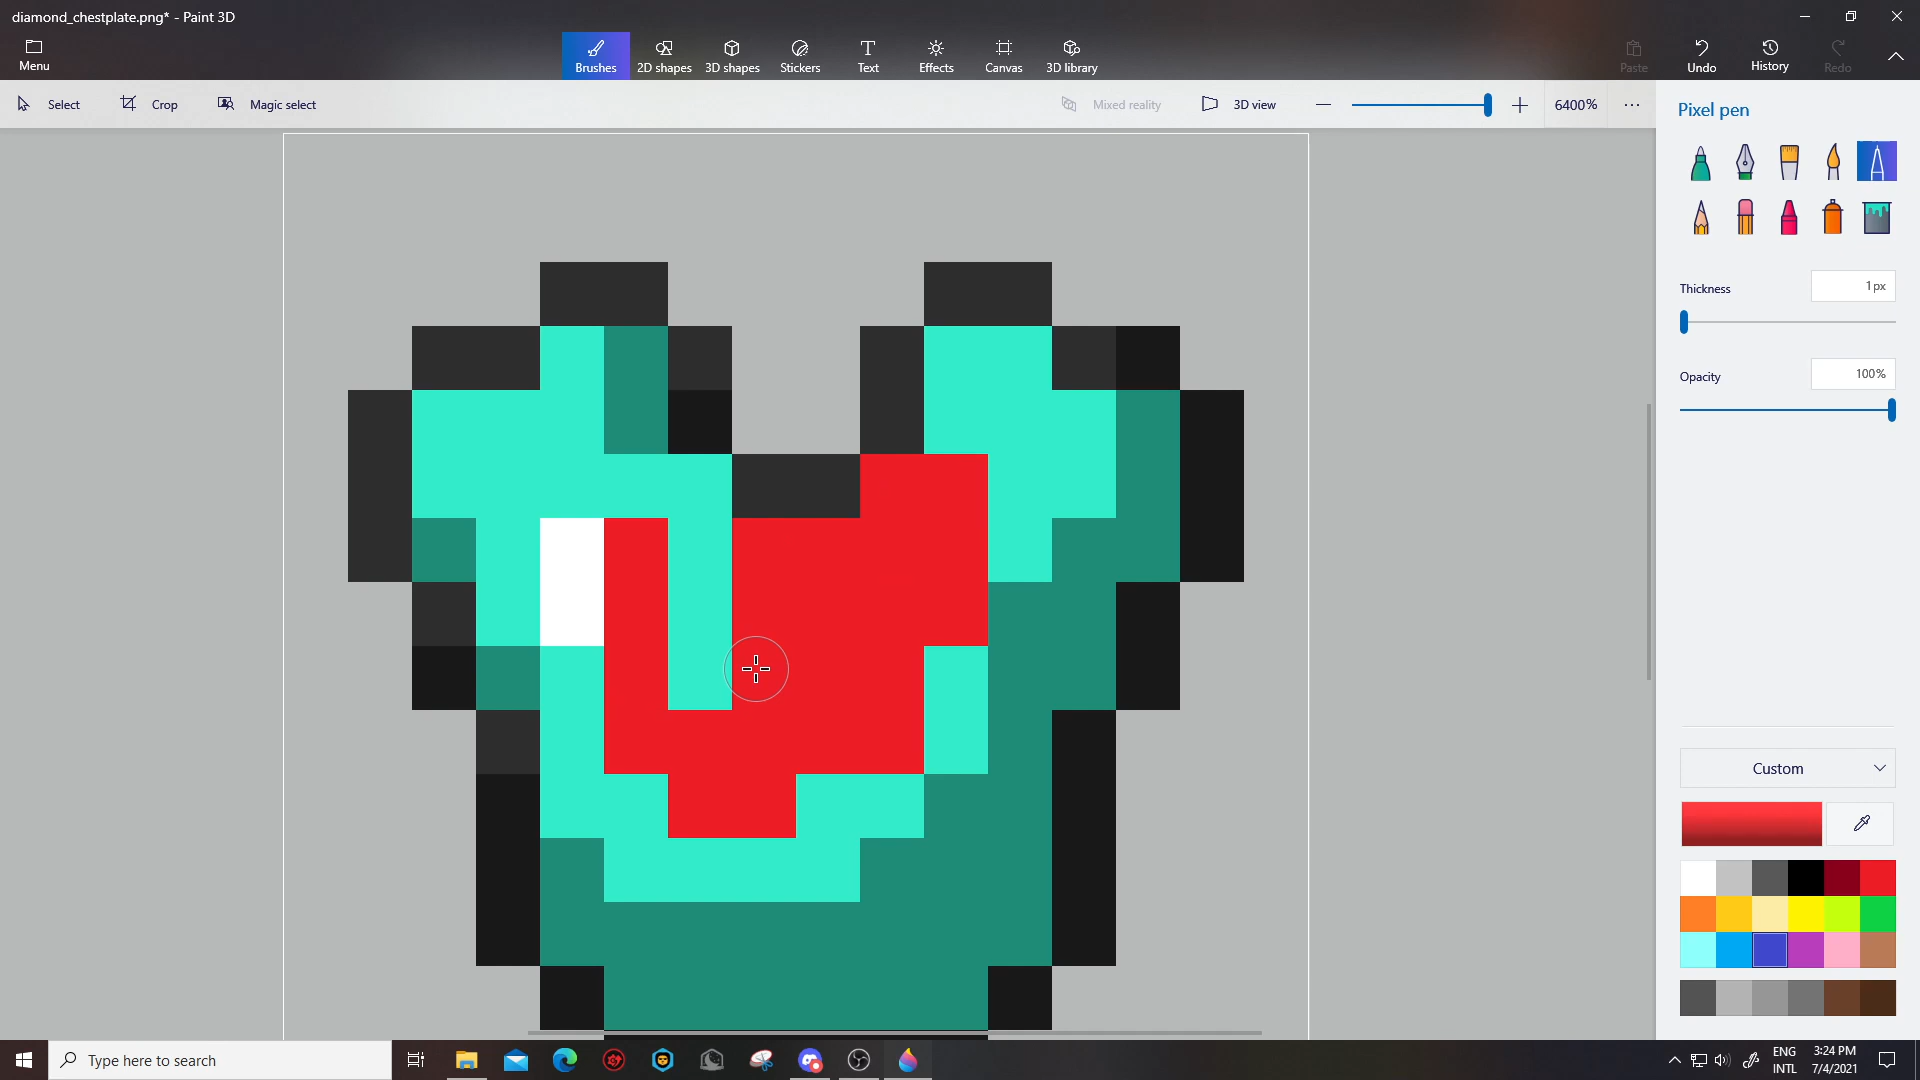 diamond_chestplate.png* - Paint 3D
Menu
Brushes
2D shapes
3D shapes
Stickers
Text
Effects
Canvas
3D library
Paste
Undo
History
Redo
Select
Crop
Magic select
Mixed reality
3D view
6400%
Pixel pen
Thickness
1px
Opacity
100%
Custom
Type here to search
ENG
INTL
3:24 PM
7/4/2021